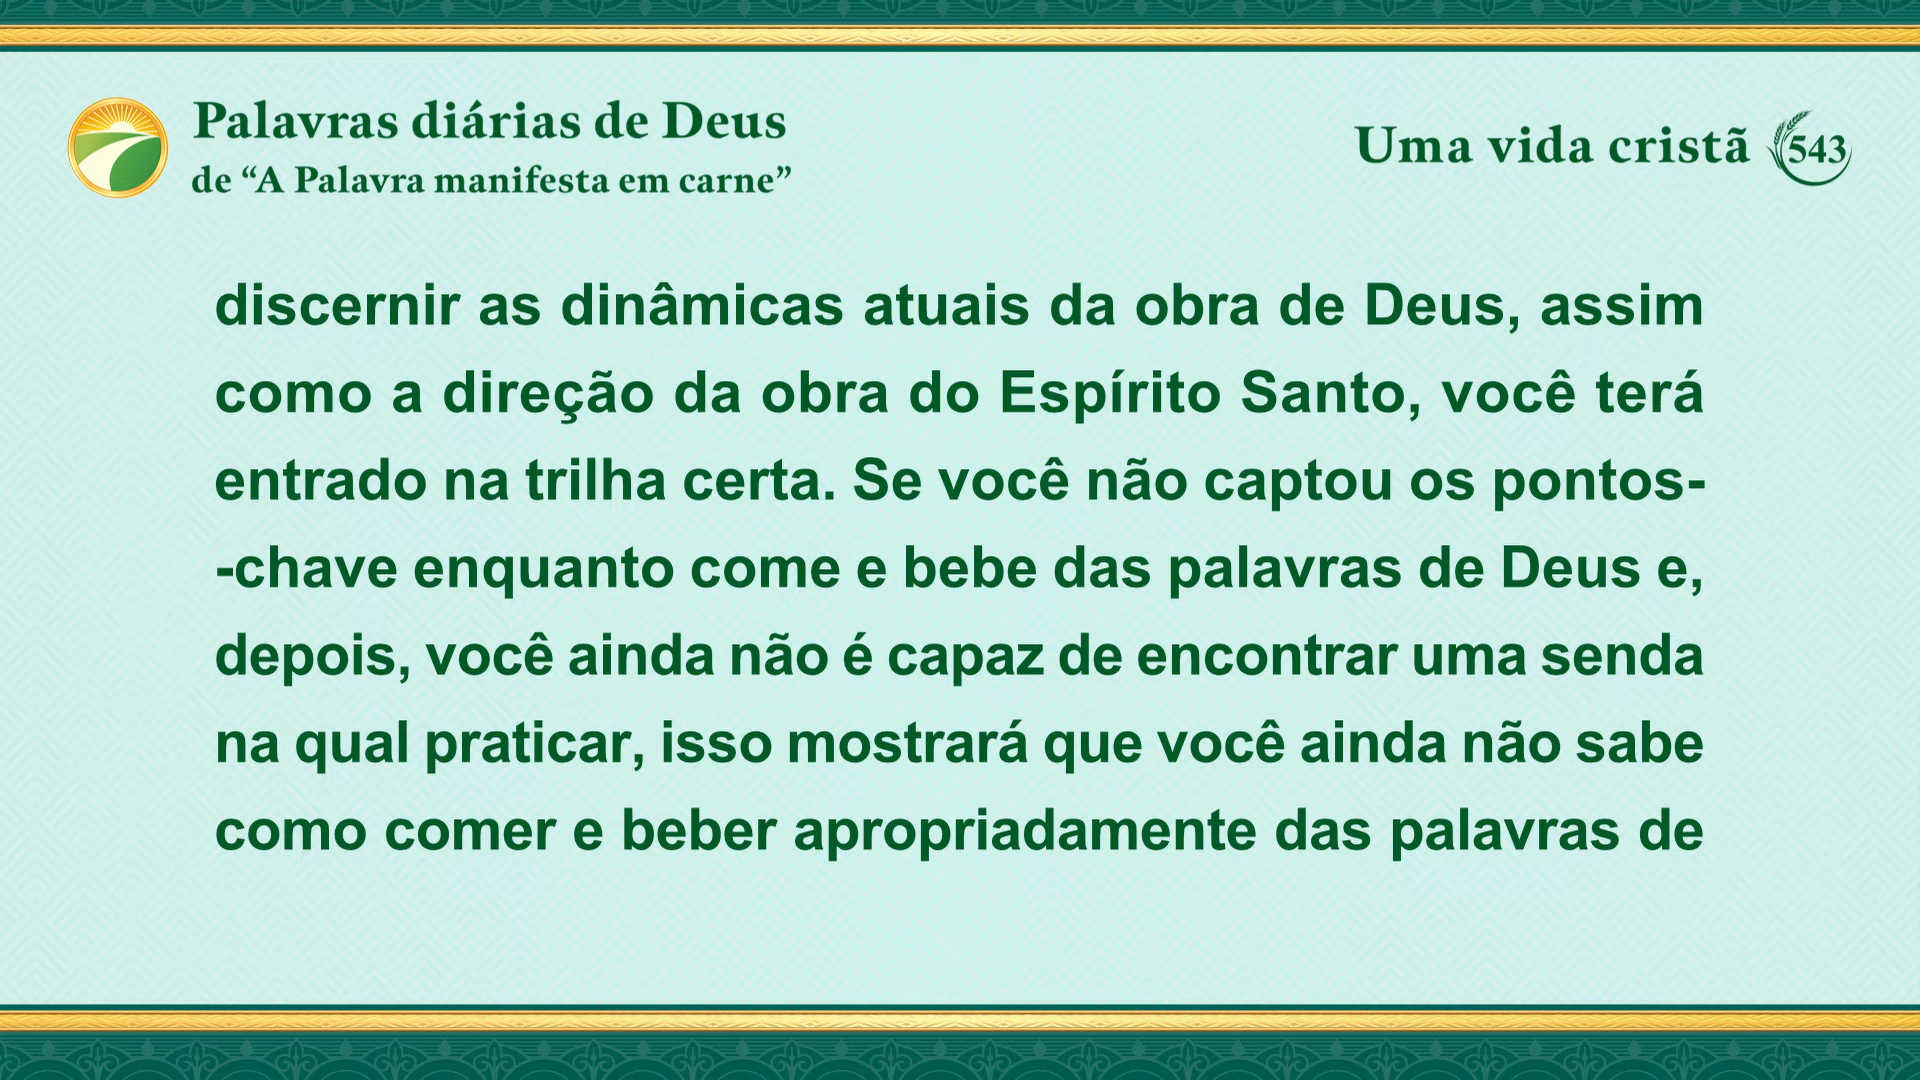 Palavras diárias de Deus
de “A Palavra manifesta em carne”
Uma vida cristã 543
discernir as dinâmicas atuais da obra de Deus, assim
como a direção da obra do Espírito Santo, você terá
entrado na trilha certa. Se você não captou os pontos-
-chave enquanto come e bebe das palavras de Deus e,
depois, você ainda não é capaz de encontrar uma senda
na qual praticar, isso mostrará que você ainda não sabe
como comer e beber apropriadamente das palavras de